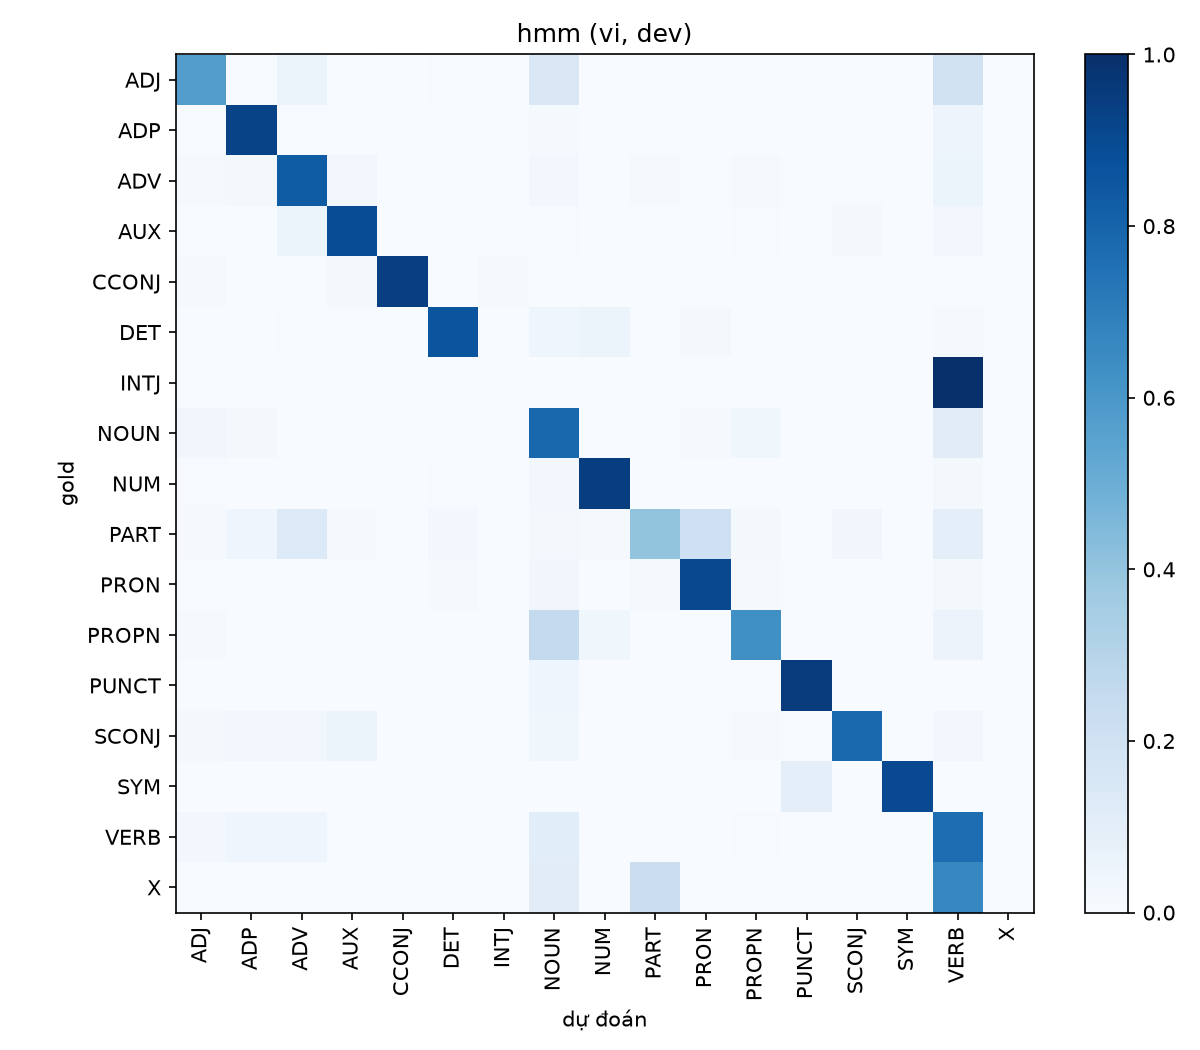 hmm (vi, dev)
ADJ
ADP
ADV
AUX
CCONJ
DET
INTJ
NOUN
NUM
PART
PRON
PROPN
PUNCT
SCONJ
SYM
VERB
X
gold
ADJ
ADP
ADV
AUX
CCONJ
DET
INTJ
NOUN
NUM
PART
PRON
PROPN
PUNCT
SCONJ
SYM
VERB
X
dự đoán
1.0
0.8
0.6
0.4
0.2
0.0